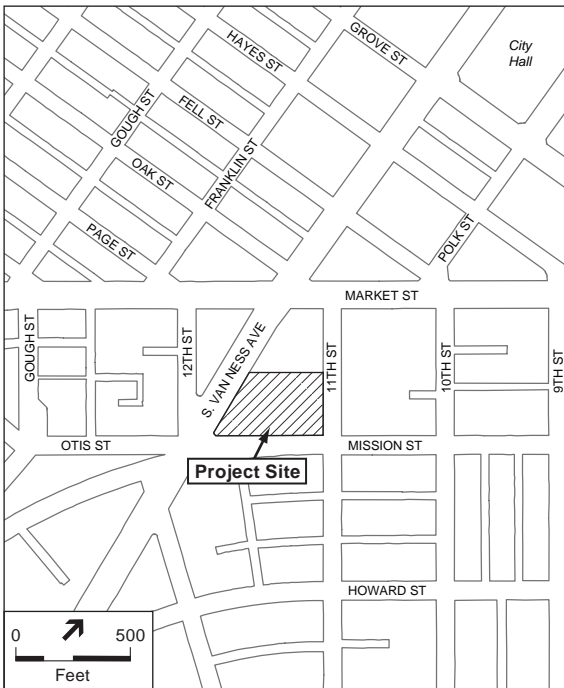 City
Hall
GROVE ST
HAYES ST
FELL ST
GOUGH ST
FRANKLIN ST
OAK ST
PAGE ST
POLK ST
MARKET ST
GOUGH ST
12TH ST
S. VAN NESS AVE
11TH ST
10TH ST
9TH ST
OTIS ST
MISSION ST
Project Site
HOWARD ST
0 500
Feet